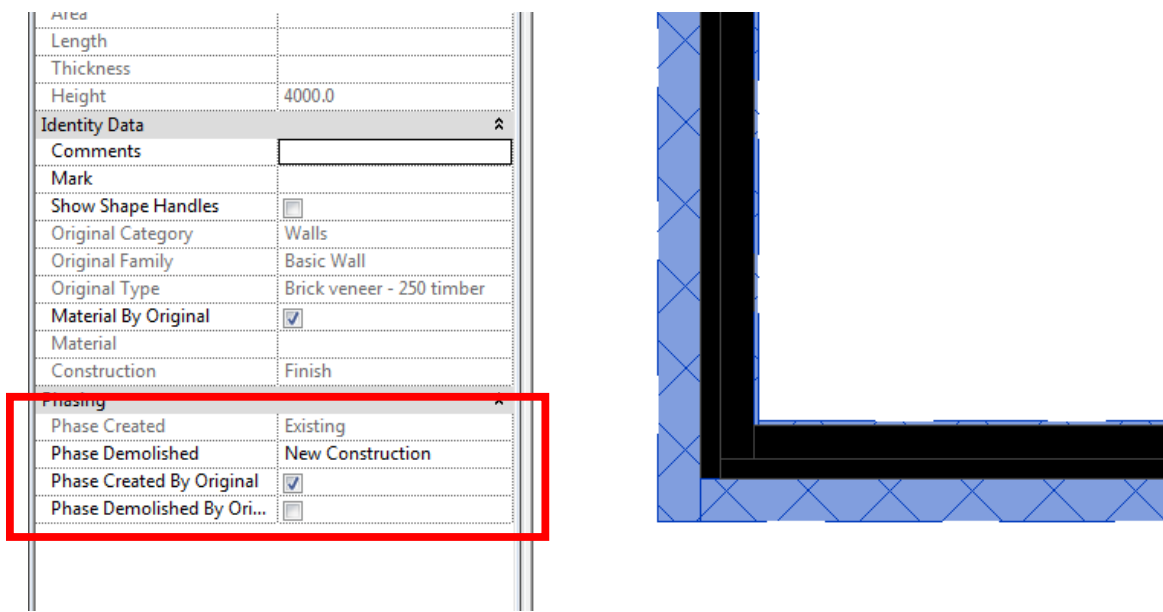 Area
Length
Thickness
Height 4000.0
Identity Data
Comments
Mark
Show Shape Handles
Original Category Walls
Original Family Basic Wall
Original Type Brick veneer - 250 timber
Material By Original
Material
Construction Finish
Phasing
Phase Created Existing
Phase Demolished New Construction
Phase Created By Original
Phase Demolished By Ori...